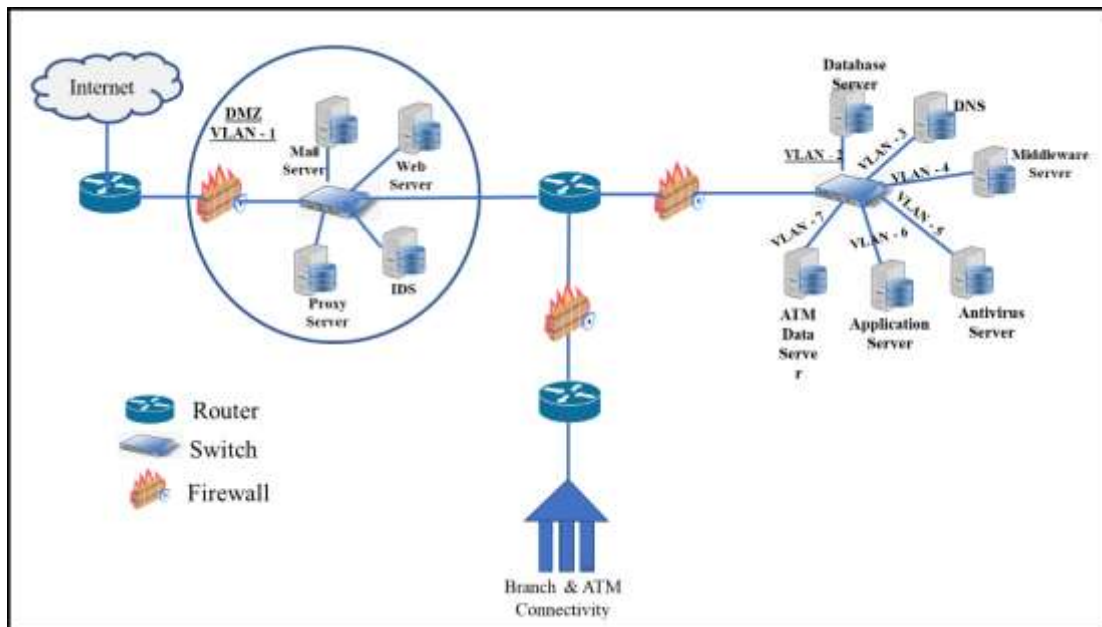 Internet
DMZ
VLAN - 1
Mail
Server
Web
Server
Proxy
Server
IDS
Database
Server
DNS
VLAN - 2
VLAN - 3
VLAN - 4
Middleware
Server
VLAN - 5
VLAN - 6
VLAN - 7
ATM
Data
Serve
r
Application
Server
Antivirus
Server
Router
Switch
Firewall
Branch & ATM
Connectivity